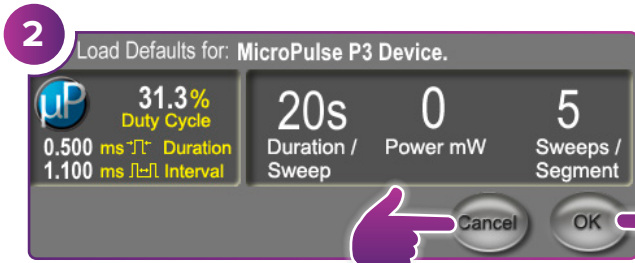 2
Load Defaults for: MicroPulse P3 Device.
µP
31.3%
Duty Cycle
0.500 ms Duration
1.100 ms Interval
20s
Duration /
Sweep
0
Power mW
5
Sweeps /
Segment
Cancel
OK